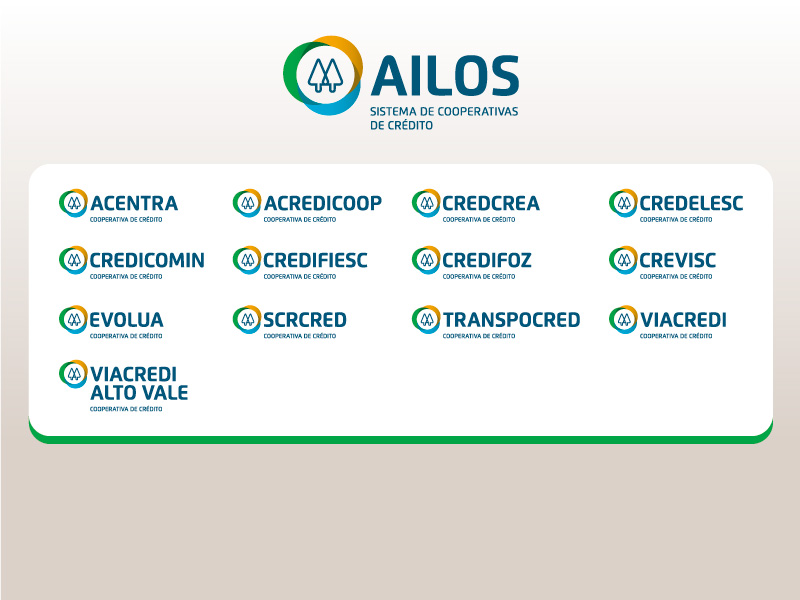 AILOS
SISTEMA DE COOPERATIVAS
DE CRÉDITO
ACENTRA
COOPERATIVA DE CRÉDITO
ACREDICOOP
COOPERATIVA DE CRÉDITO
CREDCREA
COOPERATIVA DE CRÉDITO
CREDELESC
COOPERATIVA DE CRÉDITO
CREDICOMIN
COOPERATIVA DE CRÉDITO
CREDIFIESC
COOPERATIVA DE CRÉDITO
CREDIFOZ
COOPERATIVA DE CRÉDITO
CREVISC
COOPERATIVA DE CRÉDITO
EVOLUA
COOPERATIVA DE CRÉDITO
SCRCRED
COOPERATIVA DE CRÉDITO
TRANSPOCRED
COOPERATIVA DE CRÉDITO
VIACREDI
COOPERATIVA DE CRÉDITO
VIACREDI
ALTO VALE
COOPERATIVA DE CRÉDITO